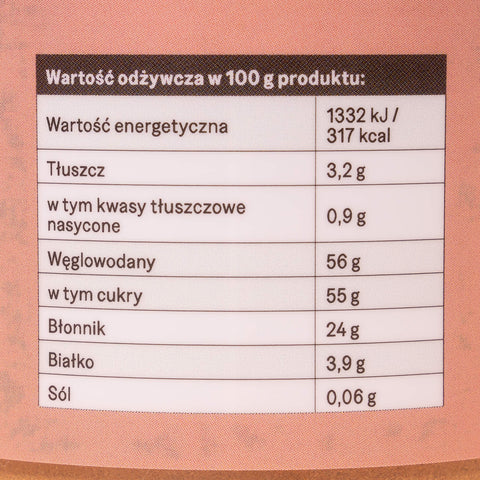 Wartość odżywcza w 100 g produktu:
Wartość energetyczna 1332 kJ /
317 kcal
Tłuszcz 3,2 g
w tym kwasy tłuszczowe
nasycone 0,9 g
Węglowodany 56 g
w tym cukry 55 g
Błonnik 24 g
Białko 3,9 g
Sól 0,06 g